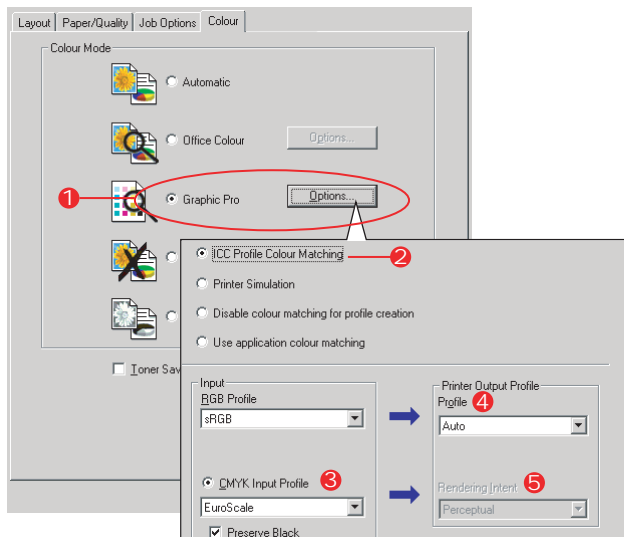 Layout Paper/Quality Job Options Colour
Colour Mode
Automatic
Office Colour Options...
1 Graphic Pro Options...
ICC Profile Colour Matching 2
Printer Simulation
Disable colour matching for profile creation
Use application colour matching
Toner Sav
Input
RGB Profile
sRGB
Printer Output Profile
Profile 4
Auto
CMYK Input Profile 3
EuroScale
Rendering Intent 5
Perceptual
Preserve Black